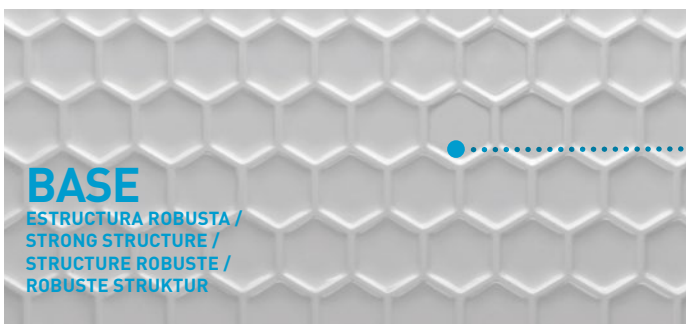 BASE
ESTRUCTURA ROBUSTA /
STRONG STRUCTURE /
STRUCTURE ROBUSTE /
ROBUSTE STRUKTUR